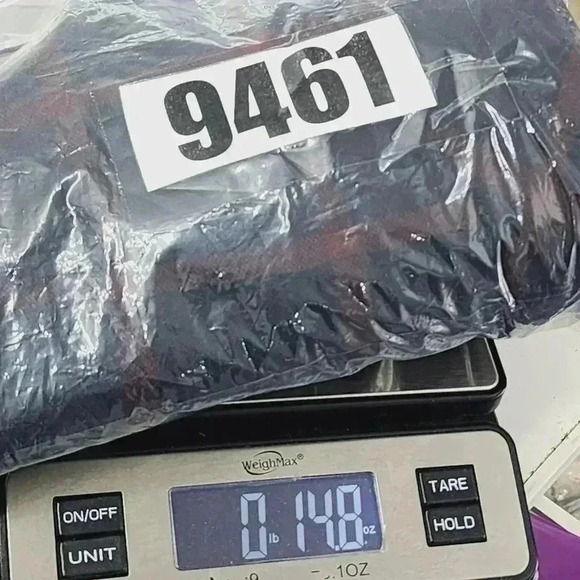 9461
WeighMax®
ON/OFF
UNIT
0 lb 14.8 oz
TARE
HOLD